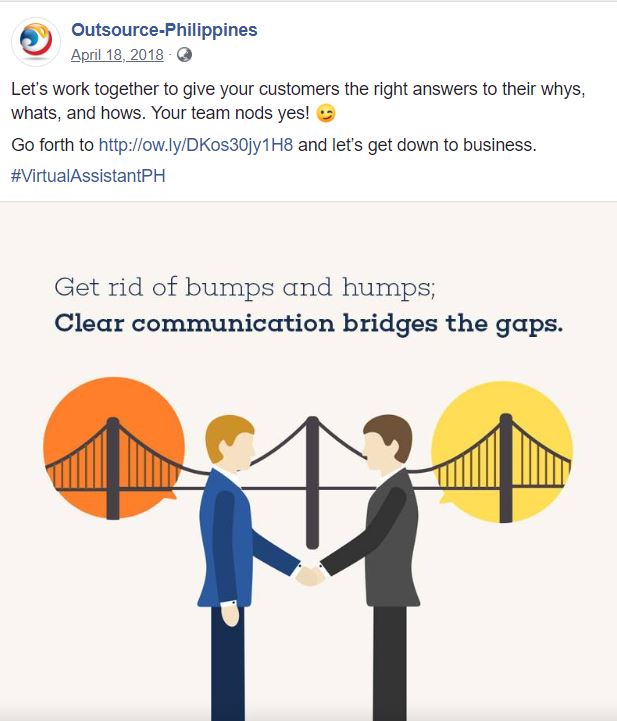 Outsource-Philippines
April 18, 2018 ·
Let's work together to give your customers the right answers to their whys,
whats, and hows. Your team nods yes! 😉
Go forth to http://ow.ly/DKos30jy1H8 and let's get down to business.
#VirtualAssistantPH
Get rid of bumps and humps;
Clear communication bridges the gaps.